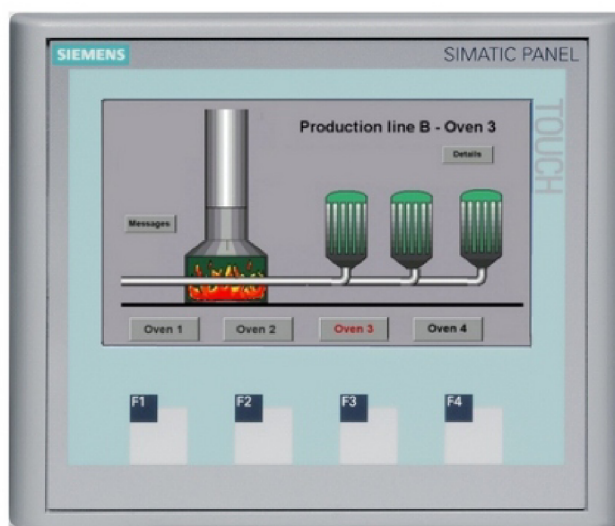 SIEMENS
SIMATIC PANEL
TOUCH
Production line B - Oven 3
Details
Messages
Oven 1
Oven 2
Oven 3
Oven 4
F1
F2
F3
F4